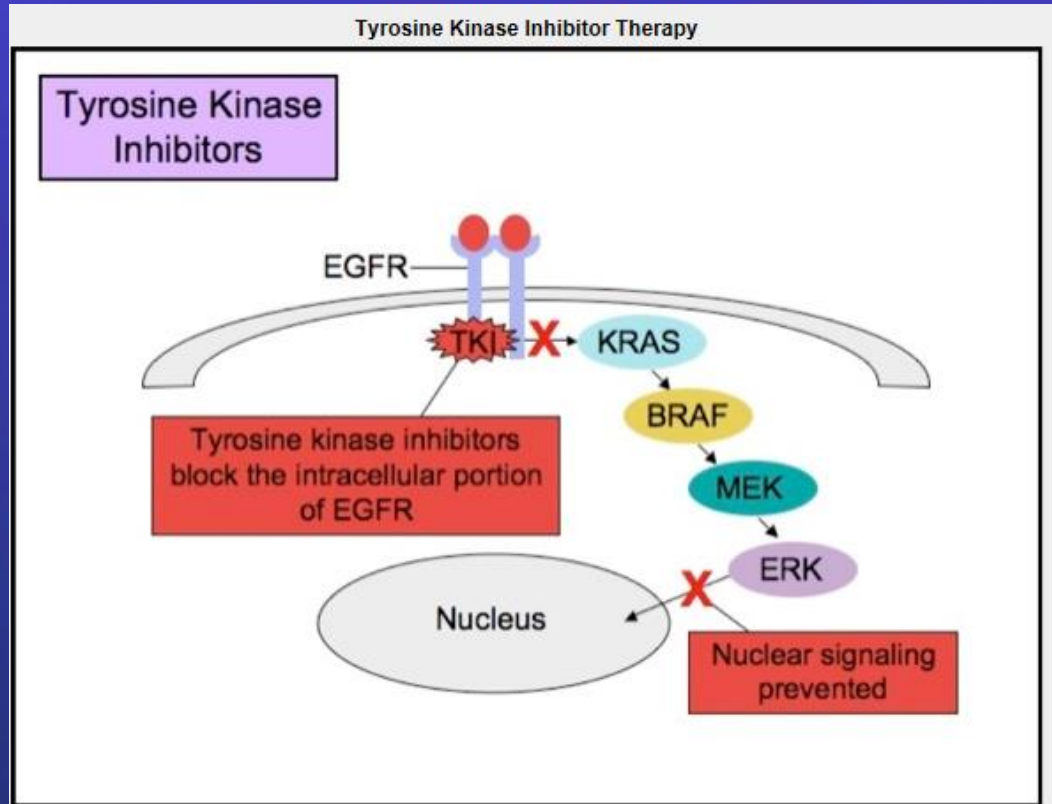 Tyrosine Kinase Inhibitor Therapy
Tyrosine Kinase
Inhibitors
EGFR
TKI
KRAS
BRAF
MEK
ERK
Tyrosine kinase inhibitors
block the intracellular portion
of EGFR
Nucleus
X
X
Nuclear signaling
prevented